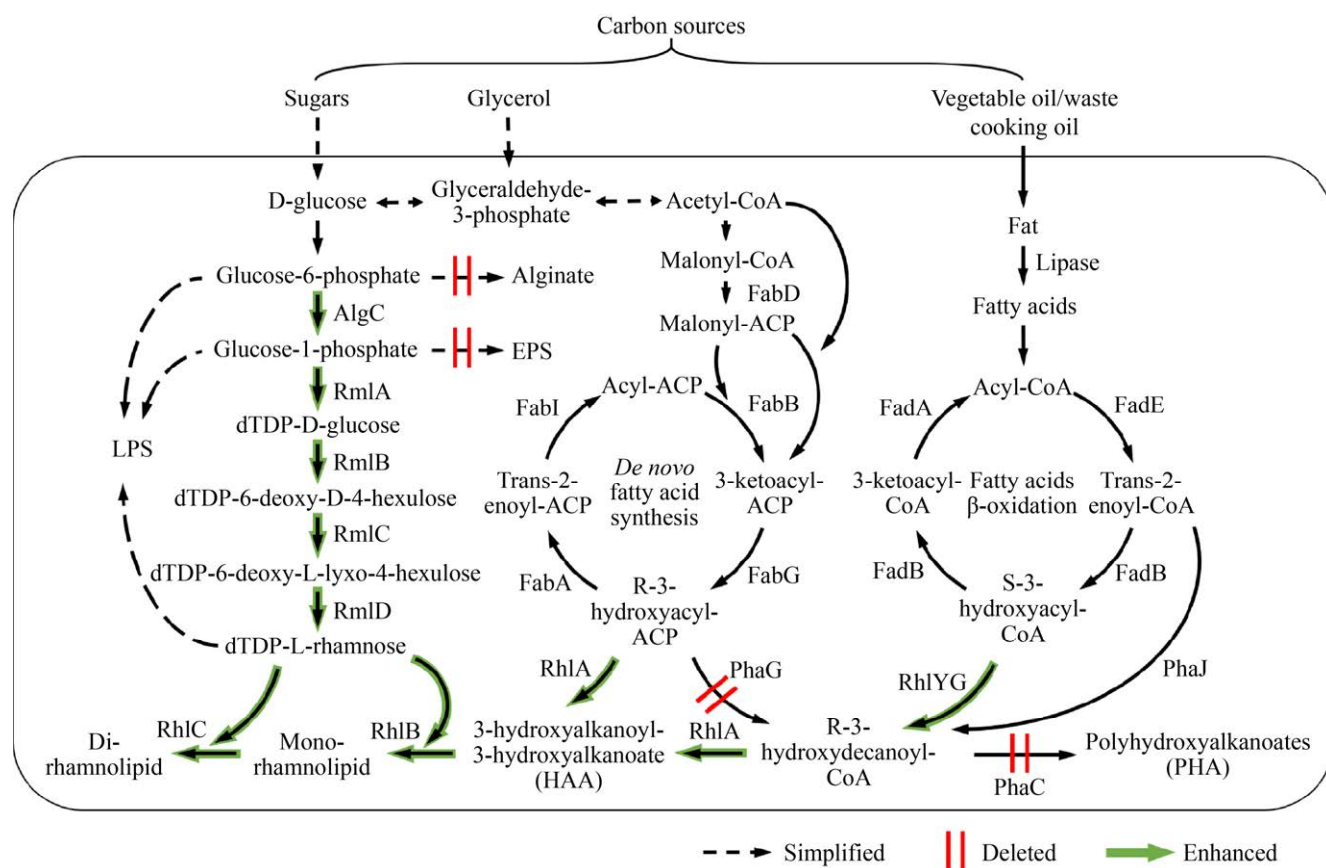 Carbon sources
Sugars
Glycerol
Vegetable oil/waste
cooking oil
D-glucose
Glyceraldehyde-
3-phosphate
Acetyl-CoA
Fat
Malonyl-CoA
Lipase
Glucose-6-phosphate
Alginate
FabD
AlgC
Malonyl-ACP
Fatty acids
Glucose-1-phosphate
EPS
RmlA
Acyl-ACP
Acyl-CoA
FabI
FabB
FadA
FadE
dTDP-D-glucose
LPS
RmlB
De novo
fatty acid
synthesis
Trans-2-
enoyl-ACP
3-ketoacyl-
ACP
3-ketoacyl-
CoA
Fatty acids
β-oxidation
Trans-2-
enoyl-CoA
dTDP-6-deoxy-D-4-hexulose
RmlC
dTDP-6-deoxy-L-lyxo-4-hexulose
FabA
FabG
FadB
FadB
R-3-
hydroxyacyl-
ACP
S-3-
hydroxyacyl-
CoA
RmlD
dTDP-L-rhamnose
RhlA
PhaG
RhlYG
PhaJ
RhlC
RhlB
RhlA
Di-
rhamnolipid
Mono-
rhamnolipid
3-hydroxyalkanoyl-
3-hydroxyalkanoate
(HAA)
R-3-
hydroxydecanoyl-
CoA
PhaC
Polyhydroxyalkanoates
(PHA)
Simplified
Deleted
Enhanced